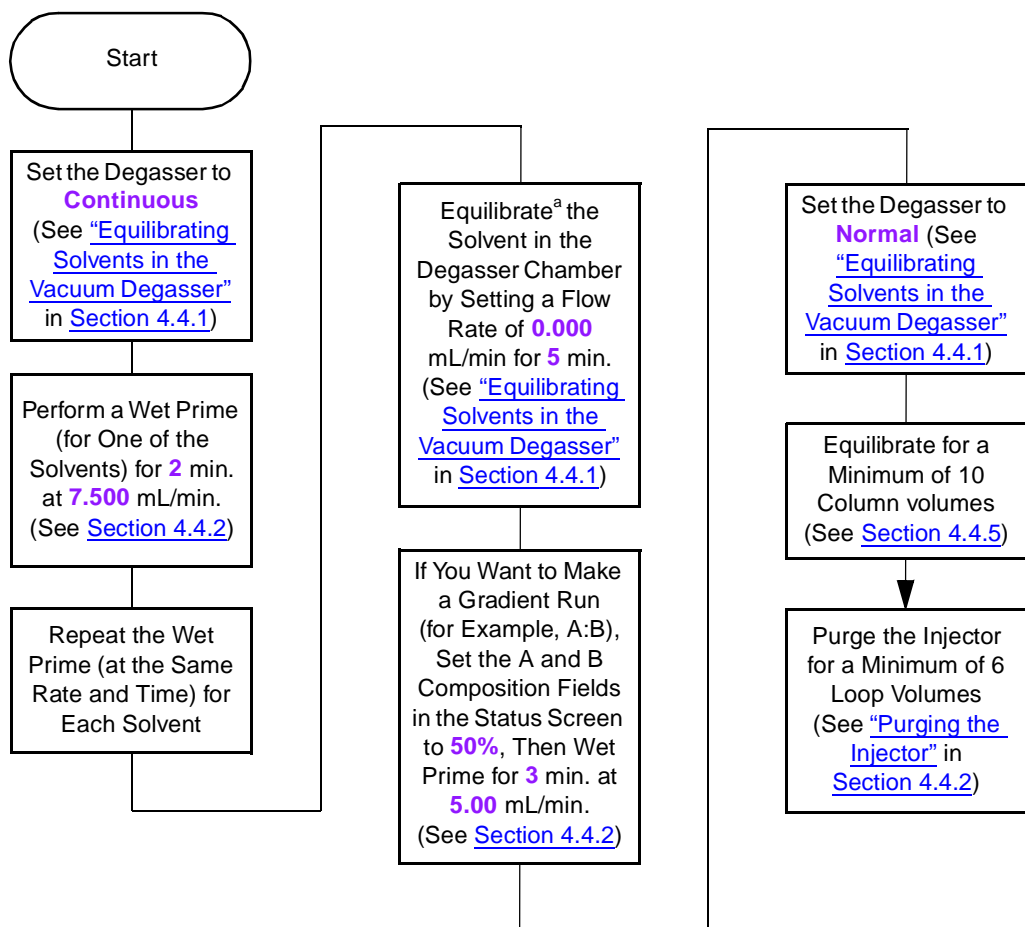 Start
Set the Degasser to
Continuous
(See “Equilibrating
Solvents in the
Vacuum Degasser”
in Section 4.4.1)
Perform a Wet Prime
(for One of the
Solvents) for 2 min.
at 7.500 mL/min.
(See Section 4.4.2)
Repeat the Wet
Prime (at the Same
Rate and Time) for
Each Solvent
Equilibrateᵃ the
Solvent in the
Degasser Chamber
by Setting a Flow
Rate of 0.000
mL/min for 5 min.
(See “Equilibrating
Solvents in the
Vacuum Degasser”
in Section 4.4.1)
If You Want to Make
a Gradient Run
(for Example, A:B),
Set the A and B
Composition Fields
in the Status Screen
to 50%, Then Wet
Prime for 3 min. at
5.00 mL/min.
(See Section 4.4.2)
Set the Degasser to
Normal (See
“Equilibrating
Solvents in the
Vacuum Degasser”
in Section 4.4.1)
Equilibrate for a
Minimum of 10
Column volumes
(See Section 4.4.5)
Purge the Injector
for a Minimum of 6
Loop Volumes
(See “Purging the
Injector” in
Section 4.4.2)